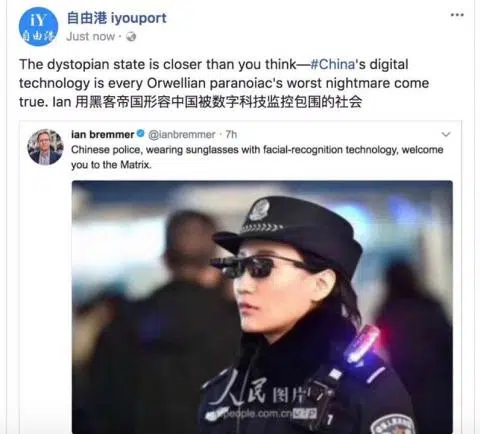 iY
自由港
自由港 iyouport
Just now ·
The dystopian state is closer than you think—#China's digital
technology is every Orwellian paranoiac's worst nightmare come
true. Ian 用黑客帝国形容中国被数字科技监控包围的社会
ian bremmer @ianbremmer · 7h
Chinese police, wearing sunglasses with facial-recognition technology, welcome
you to the Matrix.
人民图片
people.com.cn